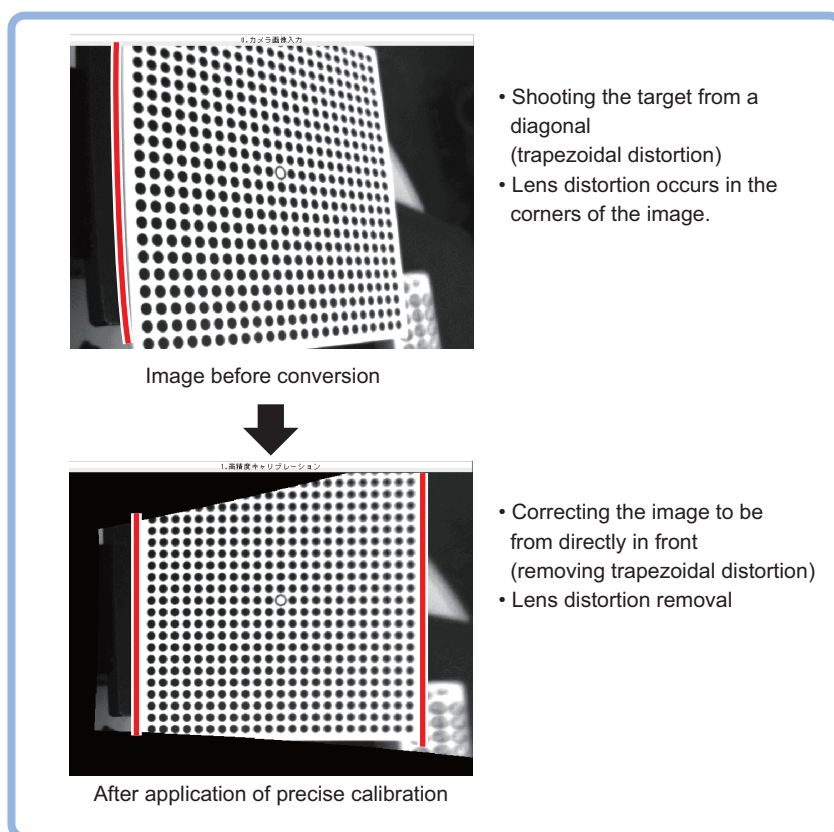 0.カメラ画像入力
• Shooting the target from a
diagonal
(trapezoidal distortion)
• Lens distortion occurs in the
corners of the image.
Image before conversion
1.高精度キャリブレーション
• Correcting the image to be
from directly in front
(removing trapezoidal distortion)
• Lens distortion removal
After application of precise calibration